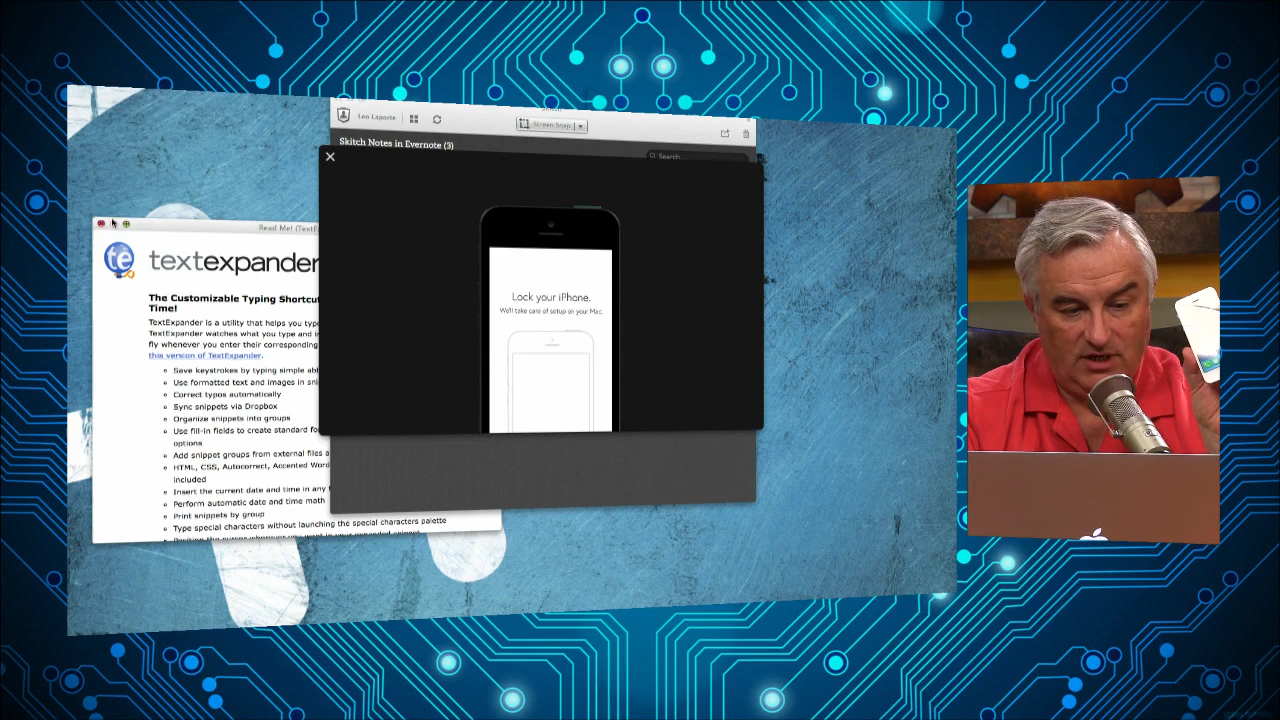 Leo Laporte
Screen Snap
Skitch Notes in Evernote (3)
Search...
Read Me! (TextEx
textexpander
The Customizable Typing Shortcut
Time!
TextExpander is a utility that helps you type
TextExpander watches what you type and in
fly whenever you enter their corresponding
this version of TextExpander.
Save keystrokes by typing simple abb
Use formatted text and images in snip
Correct typos automatically
Sync snippets via Dropbox
Organize snippets into groups
Use fill-in fields to create standard fo
options
Add snippet groups from external files a
HTML, CSS, Autocorrect, Accented Word
included
Insert the current date and time in any f
Perform automatic date and time math
Print snippets by group
Type special characters without launching the special characters palette
Lock your iPhone.
We'll take care of setup on your Mac.